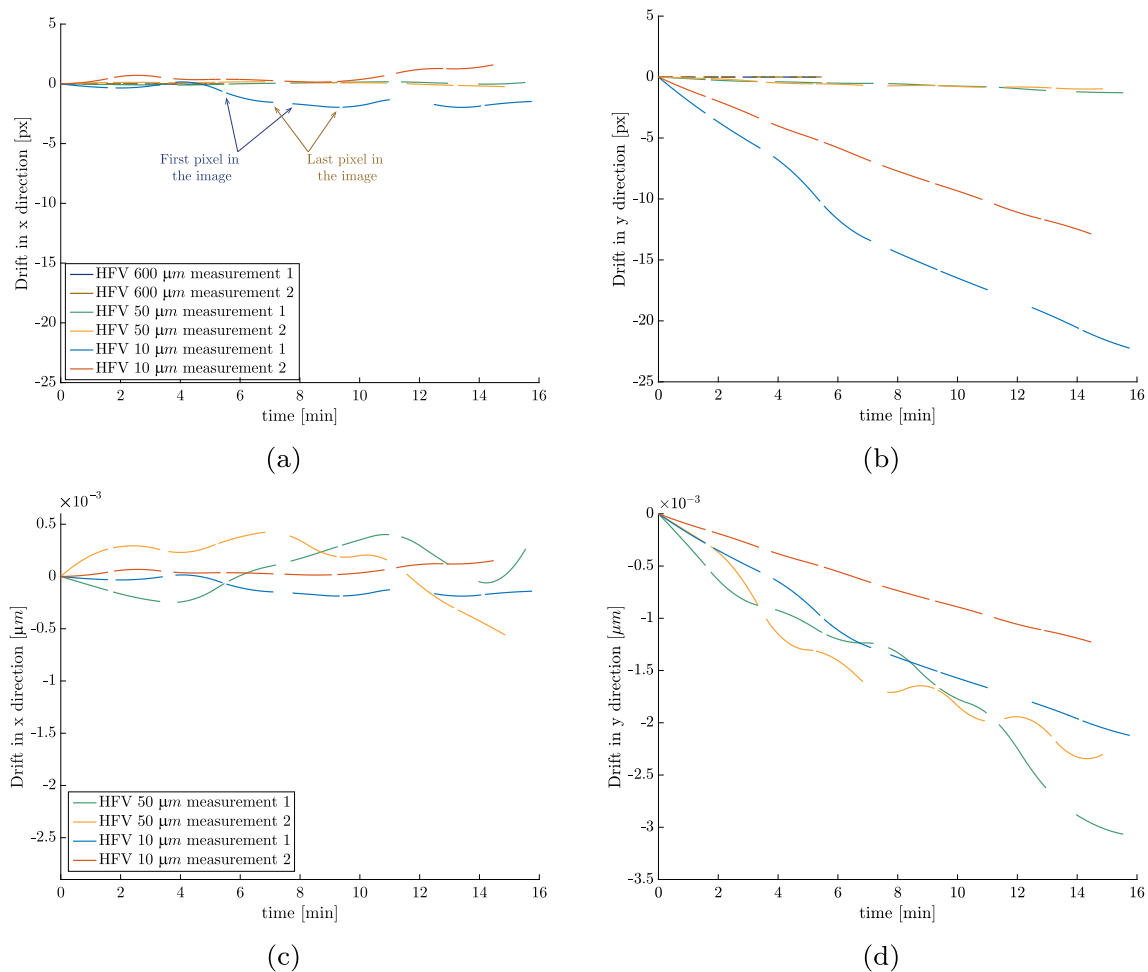 5
0
-5
-10
-15
-20
-25
Drift in x direction [px]
First pixel in
the image
Last pixel in
the image
HFV 600 μm measurement 1
HFV 600 μm measurement 2
HFV 50 μm measurement 1
HFV 50 μm measurement 2
HFV 10 μm measurement 1
HFV 10 μm measurement 2
0 2 4 6 8 10 12 14 16
time [min]
(a)
5
0
-5
-10
-15
-20
-25
Drift in y direction [px]
0 2 4 6 8 10 12 14 16
time [min]
(b)
×10⁻³
0.5
0
-0.5
-1
-1.5
-2
-2.5
Drift in x direction [μm]
HFV 50 μm measurement 1
HFV 50 μm measurement 2
HFV 10 μm measurement 1
HFV 10 μm measurement 2
0 2 4 6 8 10 12 14 16
time [min]
(c)
×10⁻³
0
-0.5
-1
-1.5
-2
-2.5
-3
-3.5
Drift in y direction [μm]
0 2 4 6 8 10 12 14 16
time [min]
(d)